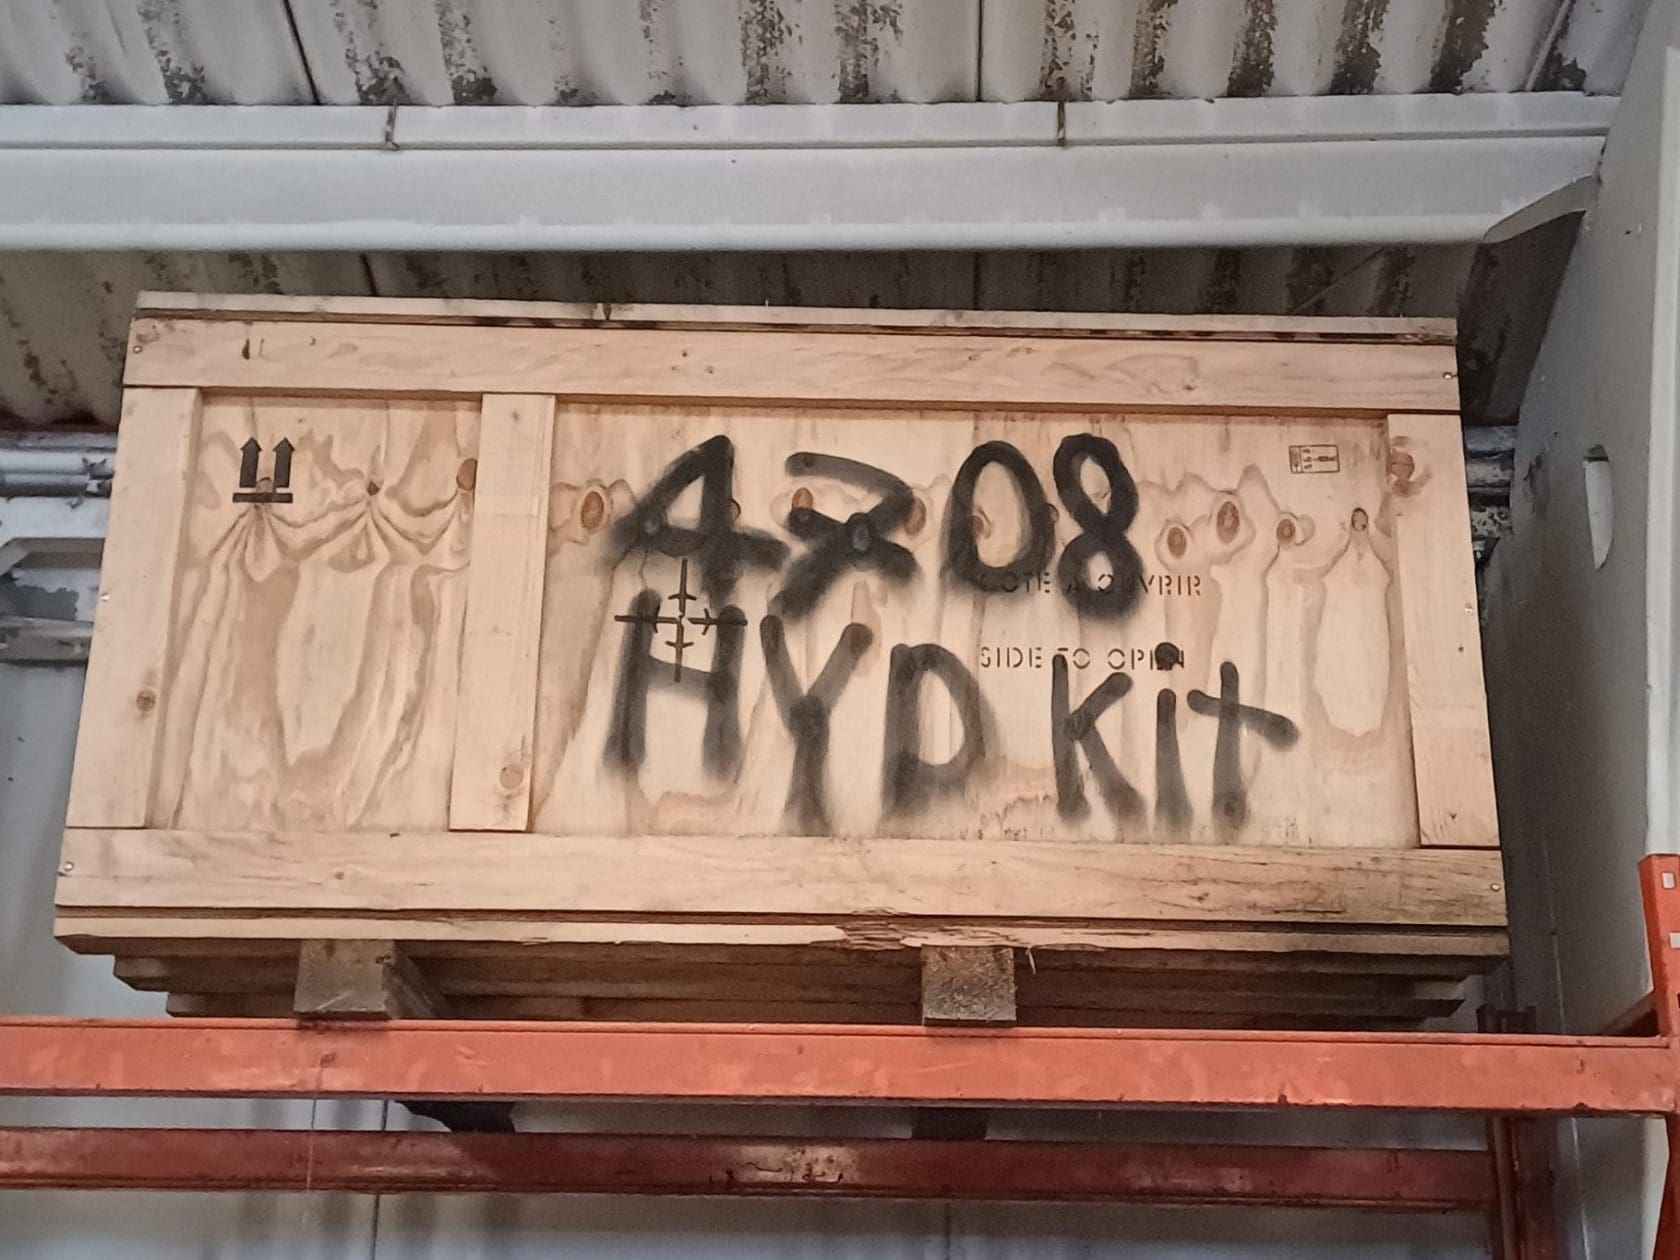 4708
COTE A OUVRIR
HYD Kit
SIDE TO OPEN